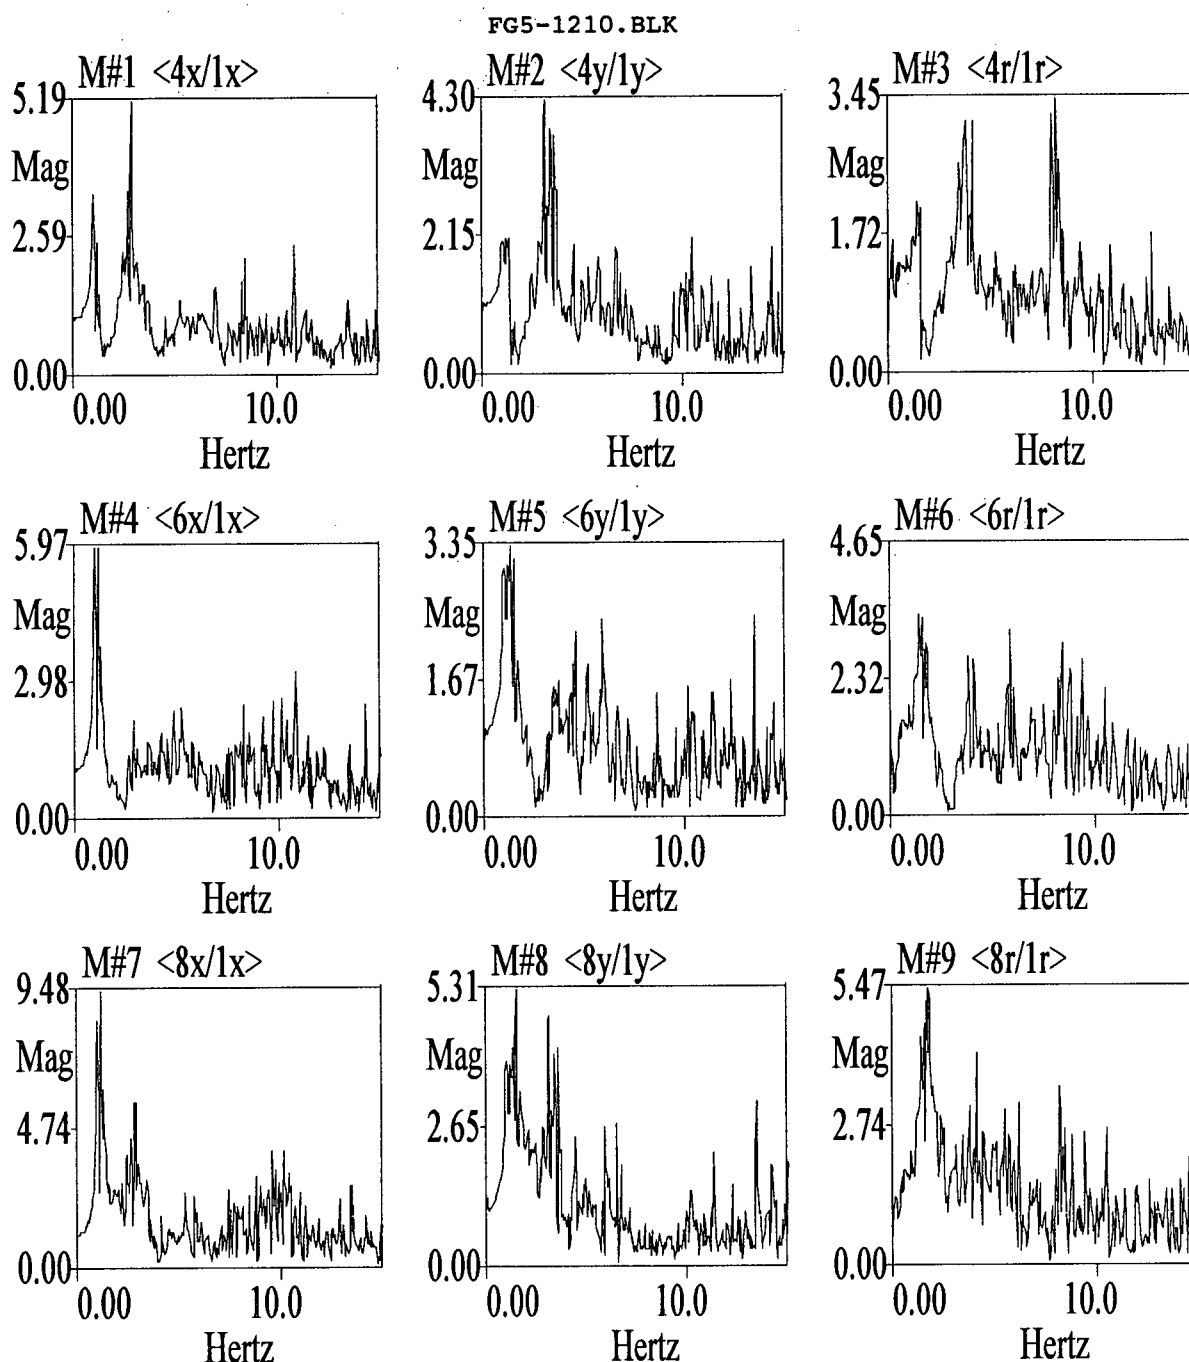 FG5-1210.BLK
M#1 <4x/1x>
5.19
Mag
2.59
0.00
0.00 10.0
Hertz
M#2 <4y/1y>
4.30
Mag
2.15
0.00
0.00 10.0
Hertz
M#3 <4r/1r>
3.45
Mag
1.72
0.00
0.00 10.0
Hertz
M#4 <6x/1x>
5.97
Mag
2.98
0.00
0.00 10.0
Hertz
M#5 <6y/1y>
3.35
Mag
1.67
0.00
0.00 10.0
Hertz
M#6 <6r/1r>
4.65
Mag
2.32
0.00
0.00 10.0
Hertz
M#7 <8x/1x>
9.48
Mag
4.74
0.00
0.00 10.0
Hertz
M#8 <8y/1y>
5.31
Mag
2.65
0.00
0.00 10.0
Hertz
M#9 <8r/1r>
5.47
Mag
2.74
0.00
0.00 10.0
Hertz